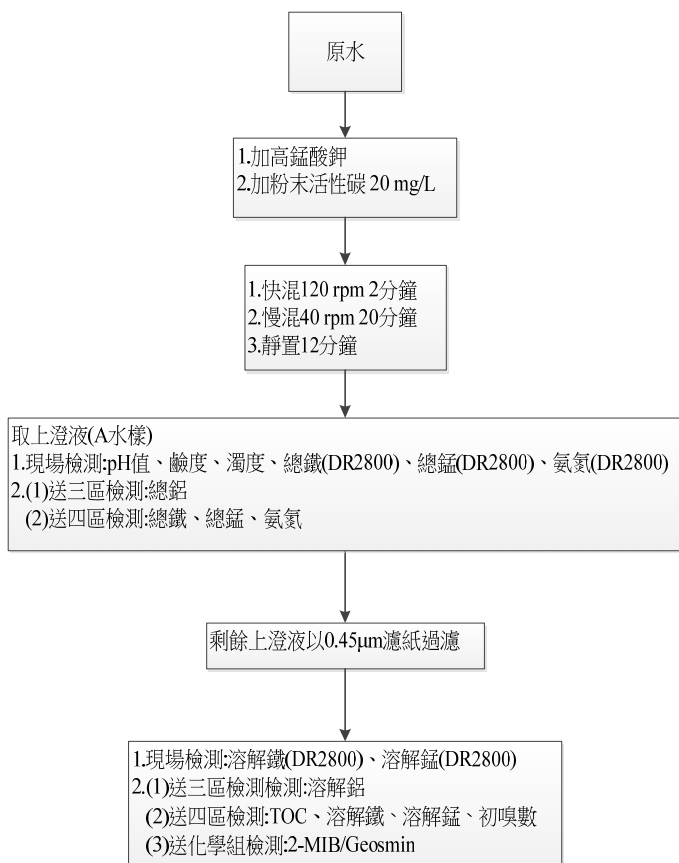 原水
1.加高錳酸鉀
2.加粉末活性碳 20 mg/L
1.快混120 rpm 2分鐘
2.慢混40 rpm 20分鐘
3.靜置12分鐘
取上澄液(A水樣)
1.現場檢測:pH值、鹼度、濁度、總鐵(DR2800)、總錳(DR2800)、氨氮(DR2800)
2.(1)送三區檢測:總鋁
(2)送四區檢測:總鐵、總錳、氨氮
剩餘上澄液以0.45μm濾紙過濾
1.現場檢測:溶解鐵(DR2800)、溶解錳(DR2800)
2.(1)送三區檢測檢測:溶解鋁
(2)送四區檢測:TOC、溶解鐵、溶解錳、初嗅數
(3)送化學組檢測:2-MIB/Geosmin